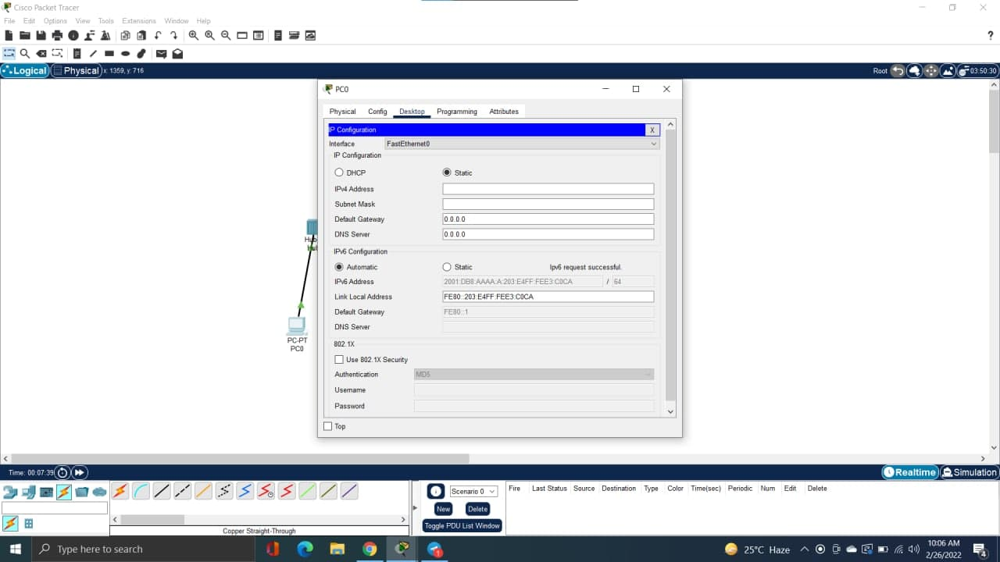 Cisco Packet Tracer
File Edit Options View Tools Extensions Window Help
?
Logical Physical x: 1359, y: 716 Root 03:50:30
PC0
Physical Config Desktop Programming Attributes
IP Configuration X
Interface FastEthernet0
IP Configuration
DHCP Static
IPv4 Address
Subnet Mask
Default Gateway 0.0.0.0
DNS Server 0.0.0.0
IPv6 Configuration
Automatic Static Ipv6 request successful.
IPv6 Address 2001:DB8:AAAA:A:203:E4FF:FEE3:C0CA / 64
Link Local Address FE80::203:E4FF:FEE3:C0CA
Default Gateway FE80::1
DNS Server
802.1X
Use 802.1X Security
Authentication MD5
Username
Password
Top
PC-PT
PC0
Time: 00:07:39 Realtime Simulation
Scenario 0 Fire Last Status Source Destination Type Color Time(sec) Periodic Num Edit Delete
New Delete
Toggle PDU List Window
Copper Straight-Through
Type here to search 1 25°C Haze 10:06 AM
2/26/2022 4